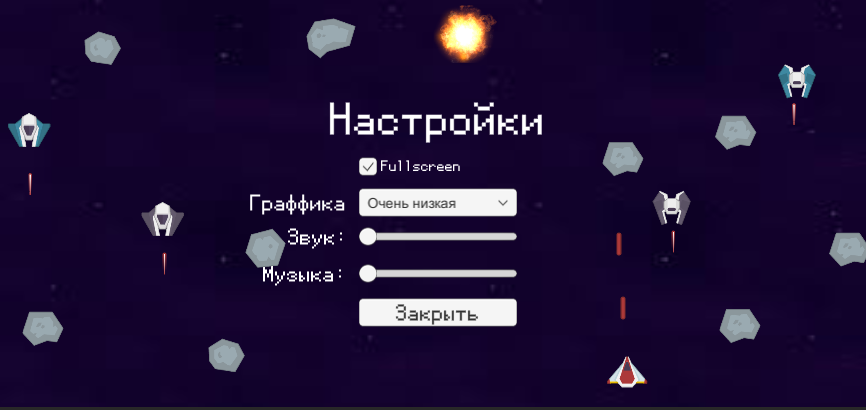 Настройки
Fullscreen
Граффика Очень низкая
Звук:
Музыка:
Закрыть